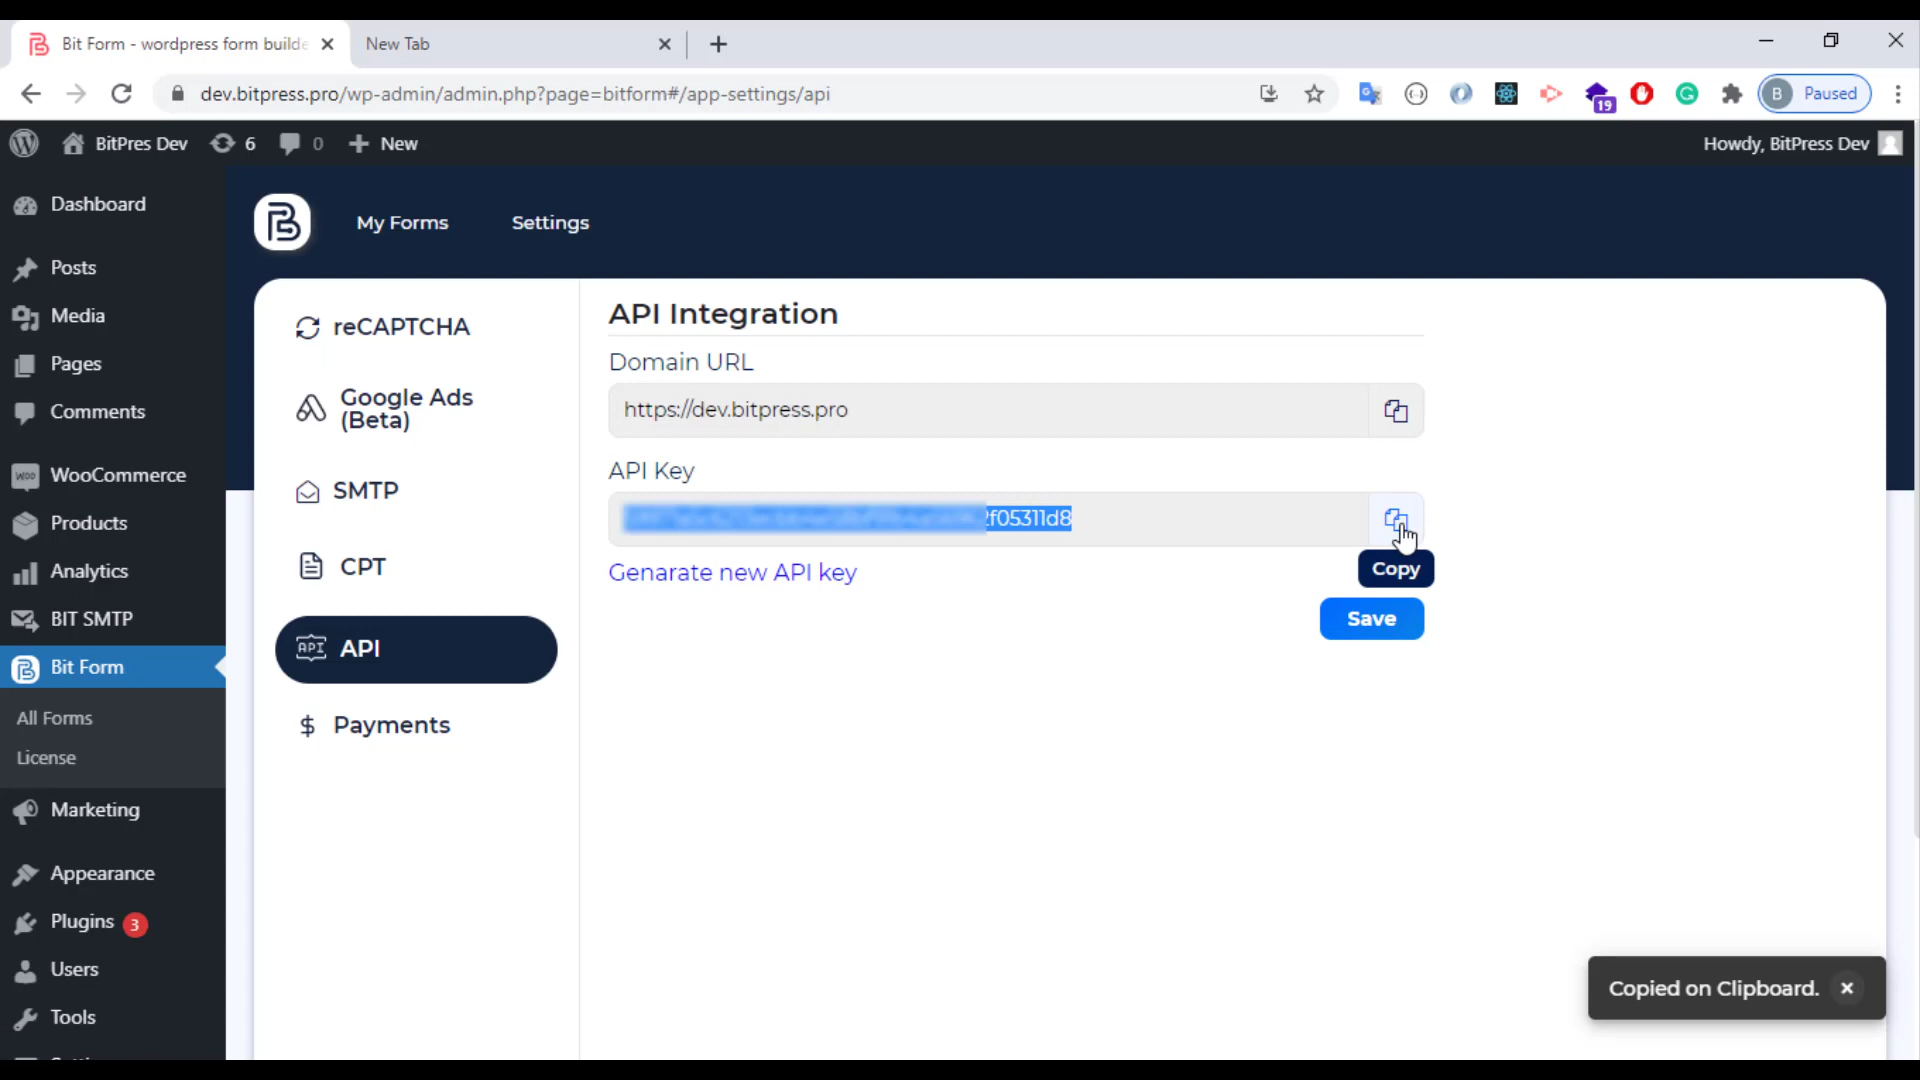 Bit Form - wordpress form builde
New Tab
dev.bitpress.pro/wp-admin/admin.php?page=bitform#/app-settings/api
19
B
Paused
BitPres Dev
6
0
New
Howdy, BitPress Dev
Dashboard
Posts
Media
Pages
Comments
WooCommerce
Products
Analytics
BIT SMTP
Bit Form
All Forms
License
Marketing
Appearance
Plugins 3
Users
Tools
My Forms
Settings
reCAPTCHA
Google Ads
(Beta)
SMTP
CPT
API API
$ Payments
API Integration
Domain URL
https://dev.bitpress.pro
API Key
2f05311d8
Genarate new API key
Copy
Save
Copied on Clipboard.